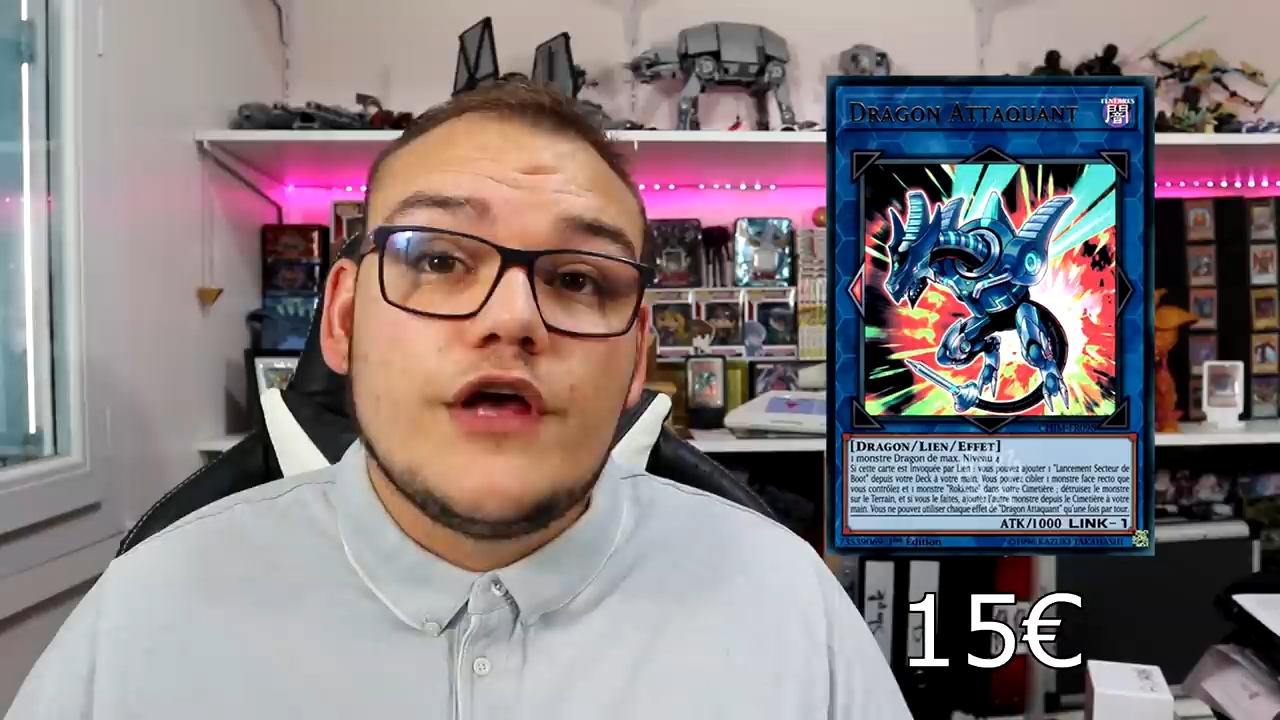 DRAGON ATTAQUANT
TÉNÈBRES
闇
[DRAGON/LIEN/EFFET]
1 monstre Dragon de max. Niveau 4
Si cette carte est Invoquée par Lien : vous pouvez ajouter 1 "Lancement Secteur de
Boot" depuis votre Deck à votre main. Vous pouvez cibler 1 monstre face recto que
vous contrôlez et 1 monstre "Rokkette" dans votre Cimetière ; détruisez le monstre
sur le Terrain, et si vous le faites, ajoutez l'autre monstre depuis le Cimetière à votre
main. Vous ne pouvez utiliser chaque effet de "Dragon Attaquant" qu'une fois par tour.
ATK/1000 LINK-1
73539069 1ère Édition
©1996 KAZUKI TAKAHASHI
15€